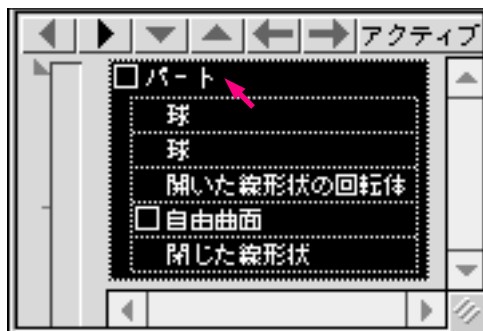 アクティブ
パート
球
球
開いた線形状の回転体
自由曲面
閉じた線形状